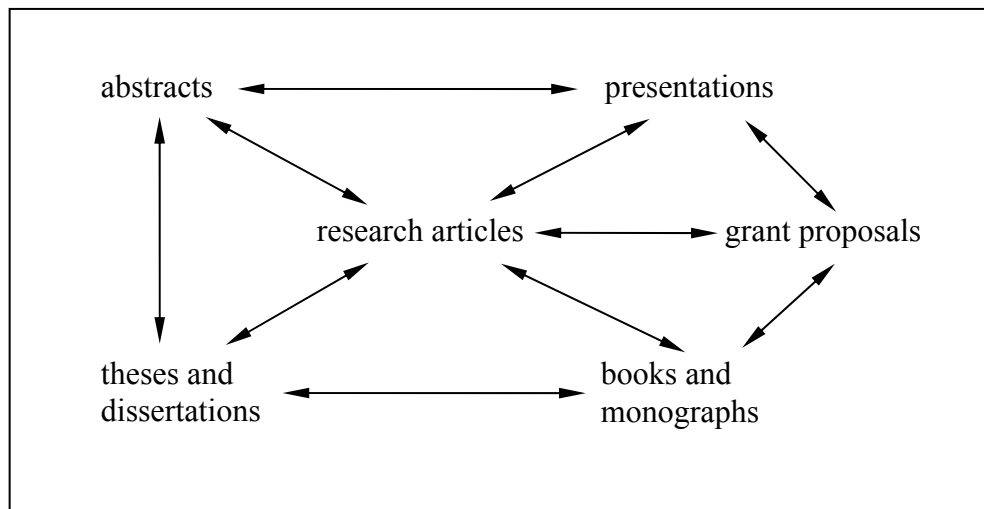 abstracts
presentations
research articles
grant proposals
theses and
dissertations
books and
monographs